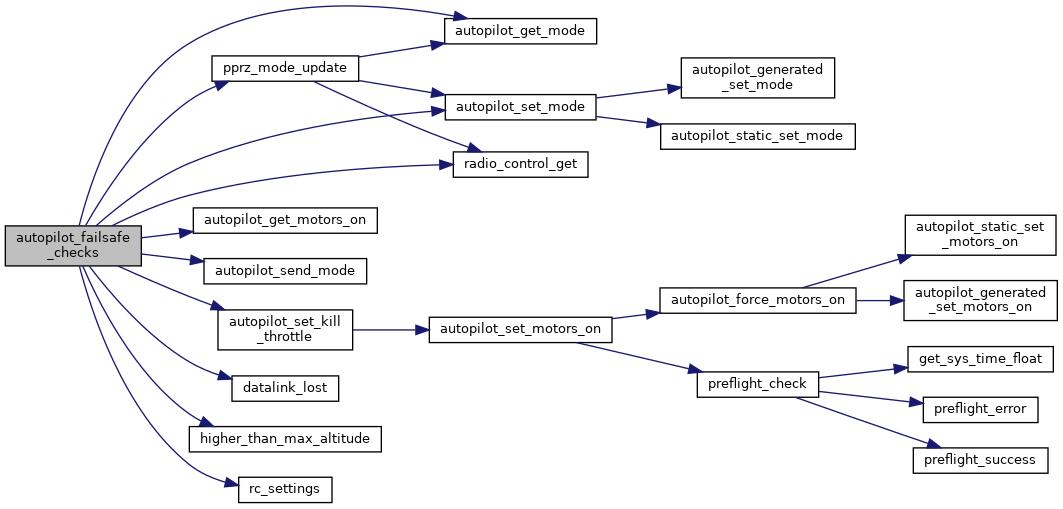 autopilot_failsafe
_checks
autopilot_get_mode
pprz_mode_update
autopilot_set_mode
autopilot_generated
_set_mode
autopilot_static_set_mode
radio_control_get
autopilot_get_motors_on
autopilot_send_mode
autopilot_set_kill
_throttle
autopilot_set_motors_on
autopilot_force_motors_on
autopilot_static_set
_motors_on
autopilot_generated
_set_motors_on
preflight_check
get_sys_time_float
preflight_error
preflight_success
datalink_lost
higher_than_max_altitude
rc_settings